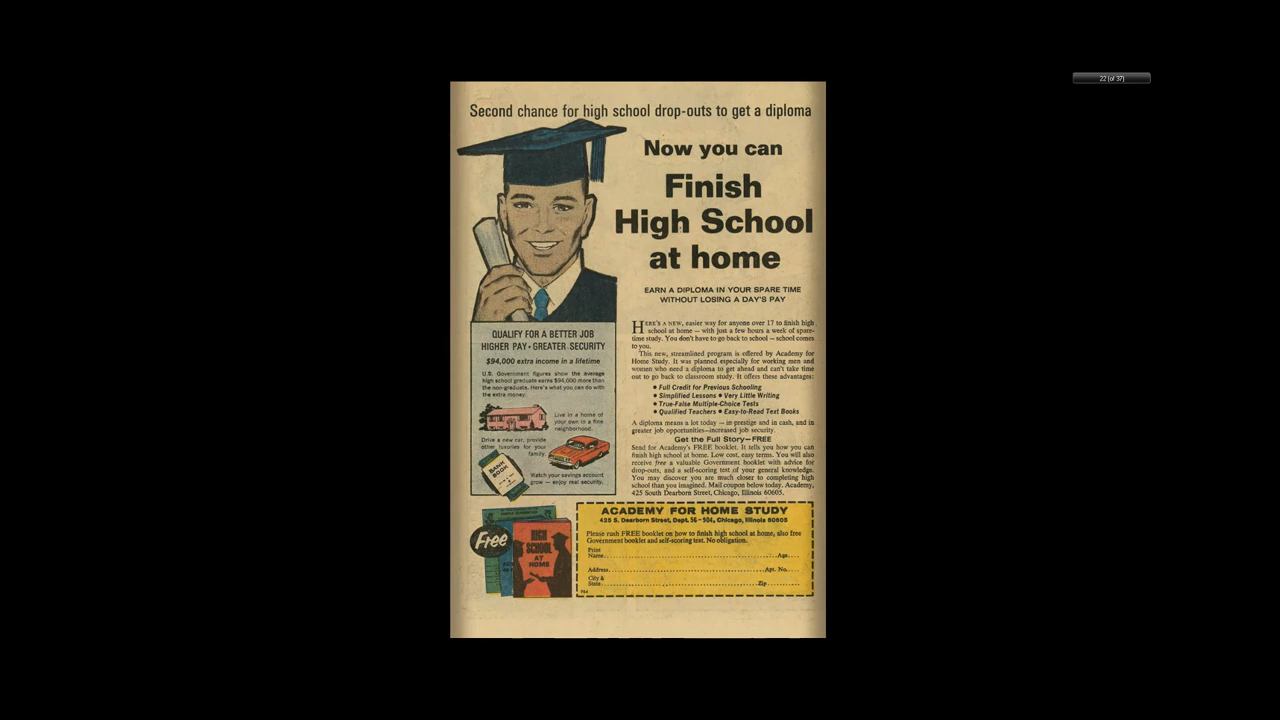 22 (of 37)
Second chance for high school drop-outs to get a diploma
Now you can
Finish
High School
at home
EARN A DIPLOMA IN YOUR SPARE TIME
WITHOUT LOSING A DAY'S PAY
HERE'S A NEW, easier way for anyone over 17 to finish high
school at home — with just a few hours a week of spare-
time study. You don't have to go back to school — school comes
to you.
This new, streamlined program is offered by Academy for
Home Study. It was planned especially for working men and
women who need a diploma to get ahead and can't take time
out to go back to classroom study. It offers these advantages:
• Full Credit for Previous Schooling
• Simplified Lessons • Very Little Writing
• True-False Multiple-Choice Tests
• Qualified Teachers • Easy-to-Read Text Books
A diploma means a lot today — in prestige and in cash, and in
greater job opportunities—increased job security.
Get the Full Story—FREE
Send for Academy's FREE booklet. It tells you how you can
finish high school at home. Low cost, easy terms. You will also
receive free a valuable Government booklet with advice for
drop-outs, and a self-scoring test of your general knowledge.
You may discover you are much closer to completing high
school than you imagined. Mail coupon below today. Academy,
425 South Dearborn Street, Chicago, Illinois 60605.
QUALIFY FOR A BETTER JOB
HIGHER PAY • GREATER SECURITY
$94,000 extra income in a lifetime
U.S. Government figures show the average
high school graduate earns $94,000 more than
the non-graduate. Here's what you can do with
the extra money.
Live in a home of
your own in a fine
neighborhood.
Drive a new car, provide
other luxuries for your
family.
BANK
BOOK
Watch your savings account
grow — enjoy real security.
Free
HIGH
SCHOOL
AT
HOME
ACADEMY FOR HOME STUDY
425 S. Dearborn Street, Dept. 56-904, Chicago, Illinois 60605
Please rush FREE booklet on how to finish high school at home, also free
Government booklet and self-scoring test. No obligation.
Print
Name Age
Address Apt. No.
City &
State Zip